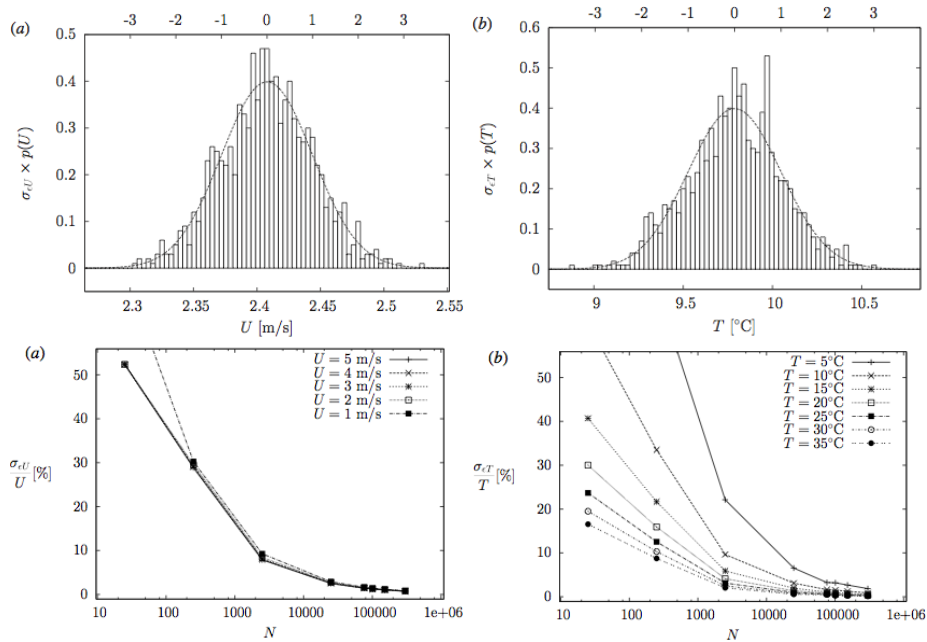 (a)
-3 -2 -1 0 1 2 3
0.5
0.4
0.3
0.2
0.1
0
σϵU × p(U)
2.3 2.35 2.4 2.45 2.5 2.55
U [m/s]
(b)
-3 -2 -1 0 1 2 3
0.6
0.5
0.4
0.3
0.2
0.1
0
σϵT × p(T)
9 9.5 10 10.5
T [°C]
(a)
U = 5 m/s
U = 4 m/s
U = 3 m/s
U = 2 m/s
U = 1 m/s
50
40
30
20
10
0
σϵU/U [%]
10 100 1000 10000 100000 1e+06
N
(b)
T = 5°C
T = 10°C
T = 15°C
T = 20°C
T = 25°C
T = 30°C
T = 35°C
50
40
30
20
10
0
σϵT/T [%]
10 100 1000 10000 100000 1e+06
N